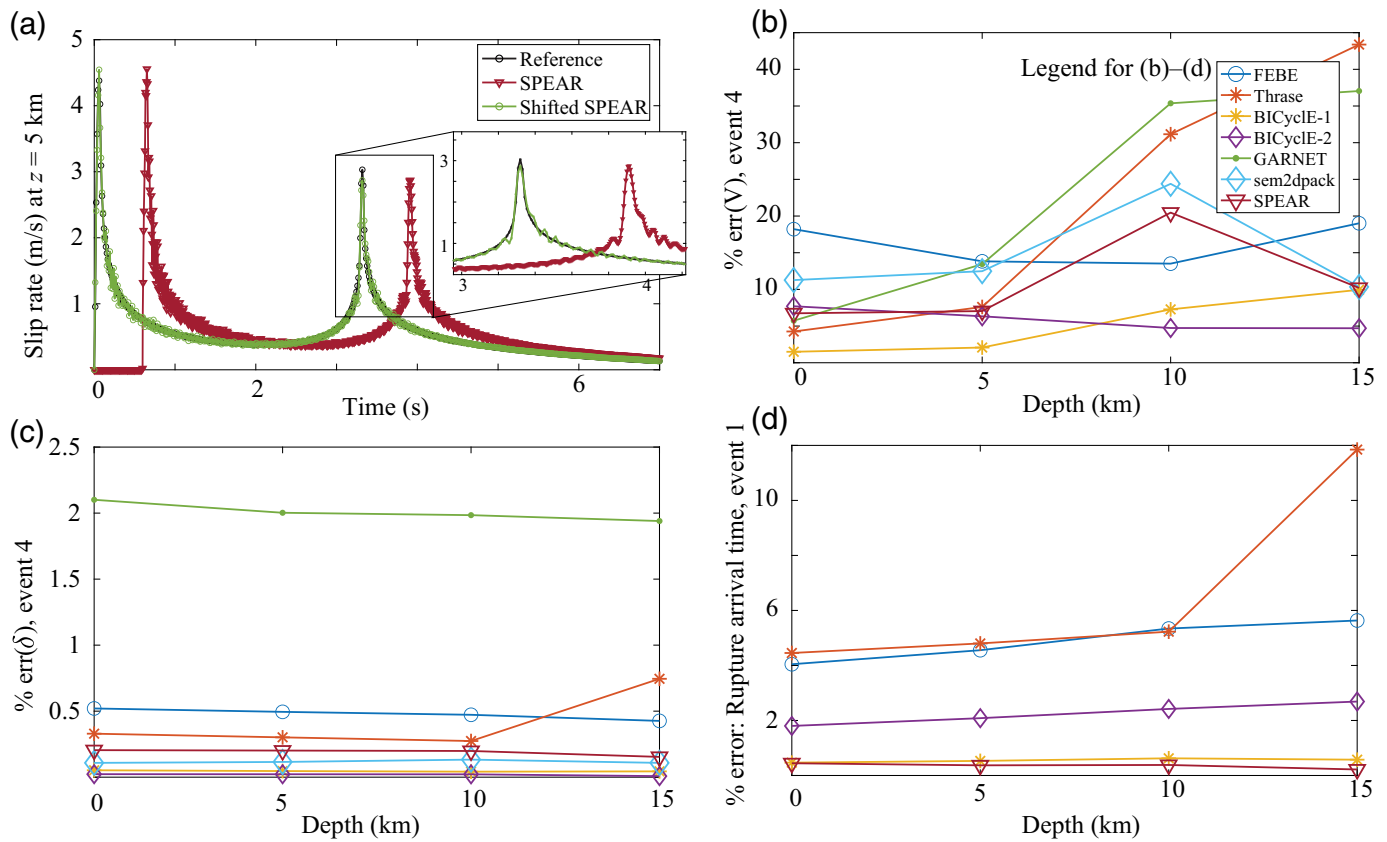 (a)
5
4
3
2
1
Slip rate (m/s) at z = 5 km
0
2
6
Time (s)
Reference
SPEAR
Shifted SPEAR
3
1
3
4
(b)
40
35
30
25
20
10
% err(V), event 4
Legend for (b)–(d)
FEBE
Thrase
BICyclE-1
BICyclE-2
GARNET
sem2dpack
SPEAR
0
5
10
15
Depth (km)
(c)
2.5
2
1.5
1
0.5
% err(δ), event 4
0
5
10
15
Depth (km)
(d)
10
6
2
% error: Rupture arrival time, event 1
0
5
10
15
Depth (km)